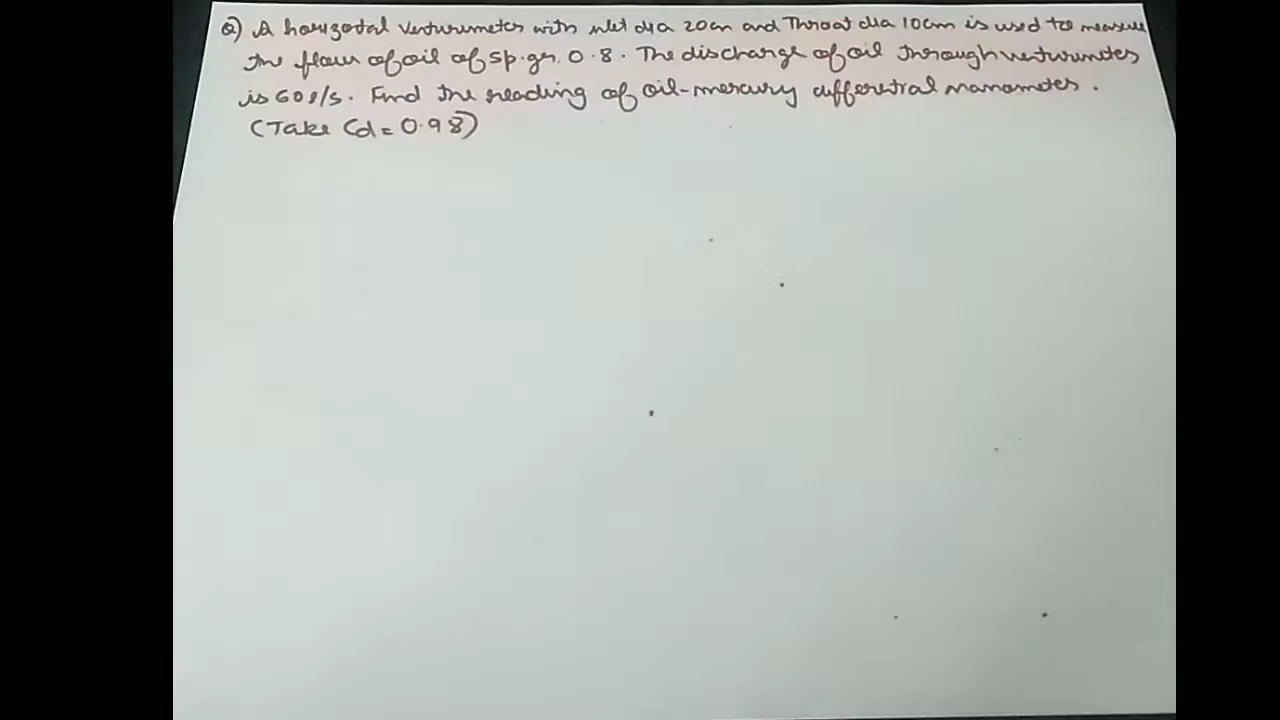 Q) A horizontal Venturimeter with inlet dia 20cm and Throat dia 10cm is used to measure
the flow of oil of sp.gr. 0.8. The discharge of oil through venturimeter
is 60l/s. Find the reading of oil-mercury differential manometer.
(Take Cd = 0.98)